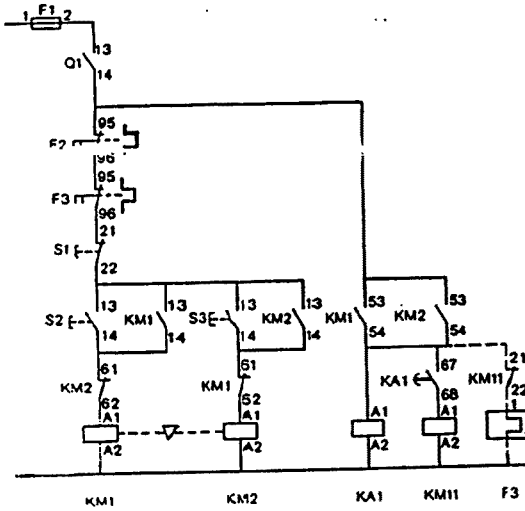 F1
1 2
13
Q1
14
95
F2
96
95
F3
96
21
S1
22
13 13 13 13 53 53
S2 KM1 S3 KM2 KM1 KM2
14 14 14 14 54 54
61 61 67 21
KM2 KM1 KA1 KM11
62 52 68 22
A1 A1 A1 A1 1
A2 A2 A2 A2
KM1 KM2 KA1 KM11 F3